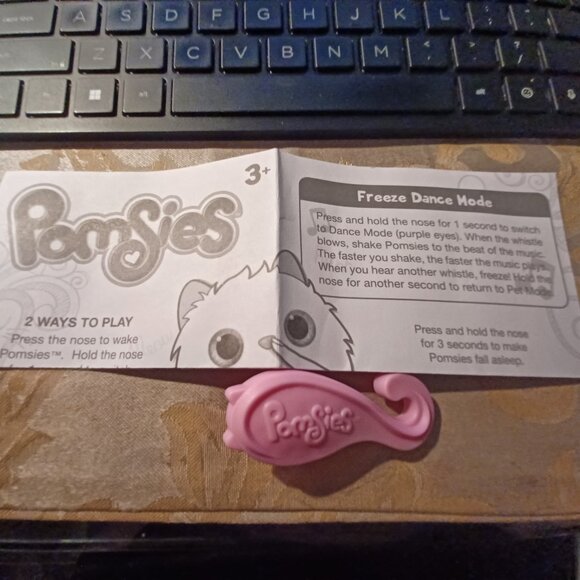 caps lock A S D F G H J K L
Z X C V B N M
alt
3+
Pomsies
2 WAYS TO PLAY
Press the nose to wake
Pomsies™. Hold the nose
Freeze Dance Mode
Press and hold the nose for 1 second to switch
to Dance Mode (purple eyes). When the whistle
blows, shake Pomsies to the beat of the music.
The faster you shake, the faster the music plays.
When you hear another whistle, freeze! Hold the
nose for another second to return to Pet Mode.
Press and hold the nose
for 3 seconds to make
Pomsies fall asleep.
Pomsies